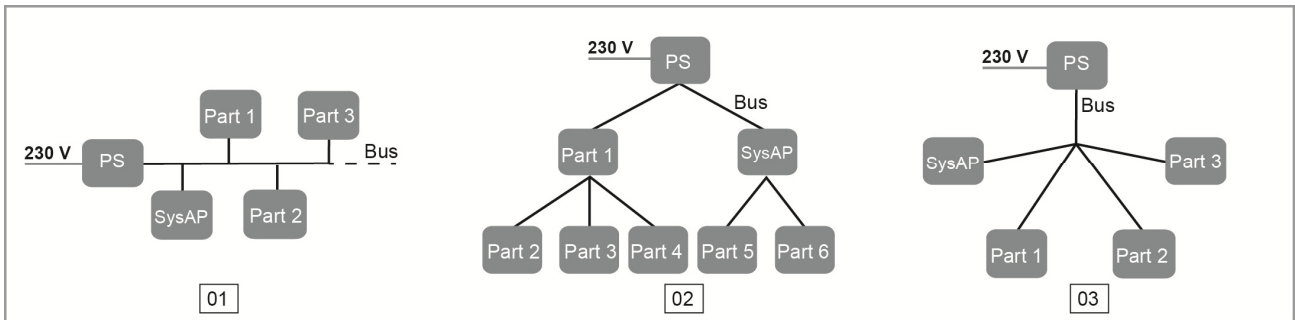 230 V
PS
Part 1
Part 3
Bus
SysAP
Part 2
01
230 V
PS
Bus
Part 1
SysAP
Part 2
Part 3
Part 4
Part 5
Part 6
02
230 V
PS
Bus
SysAP
Part 3
Part 1
Part 2
03